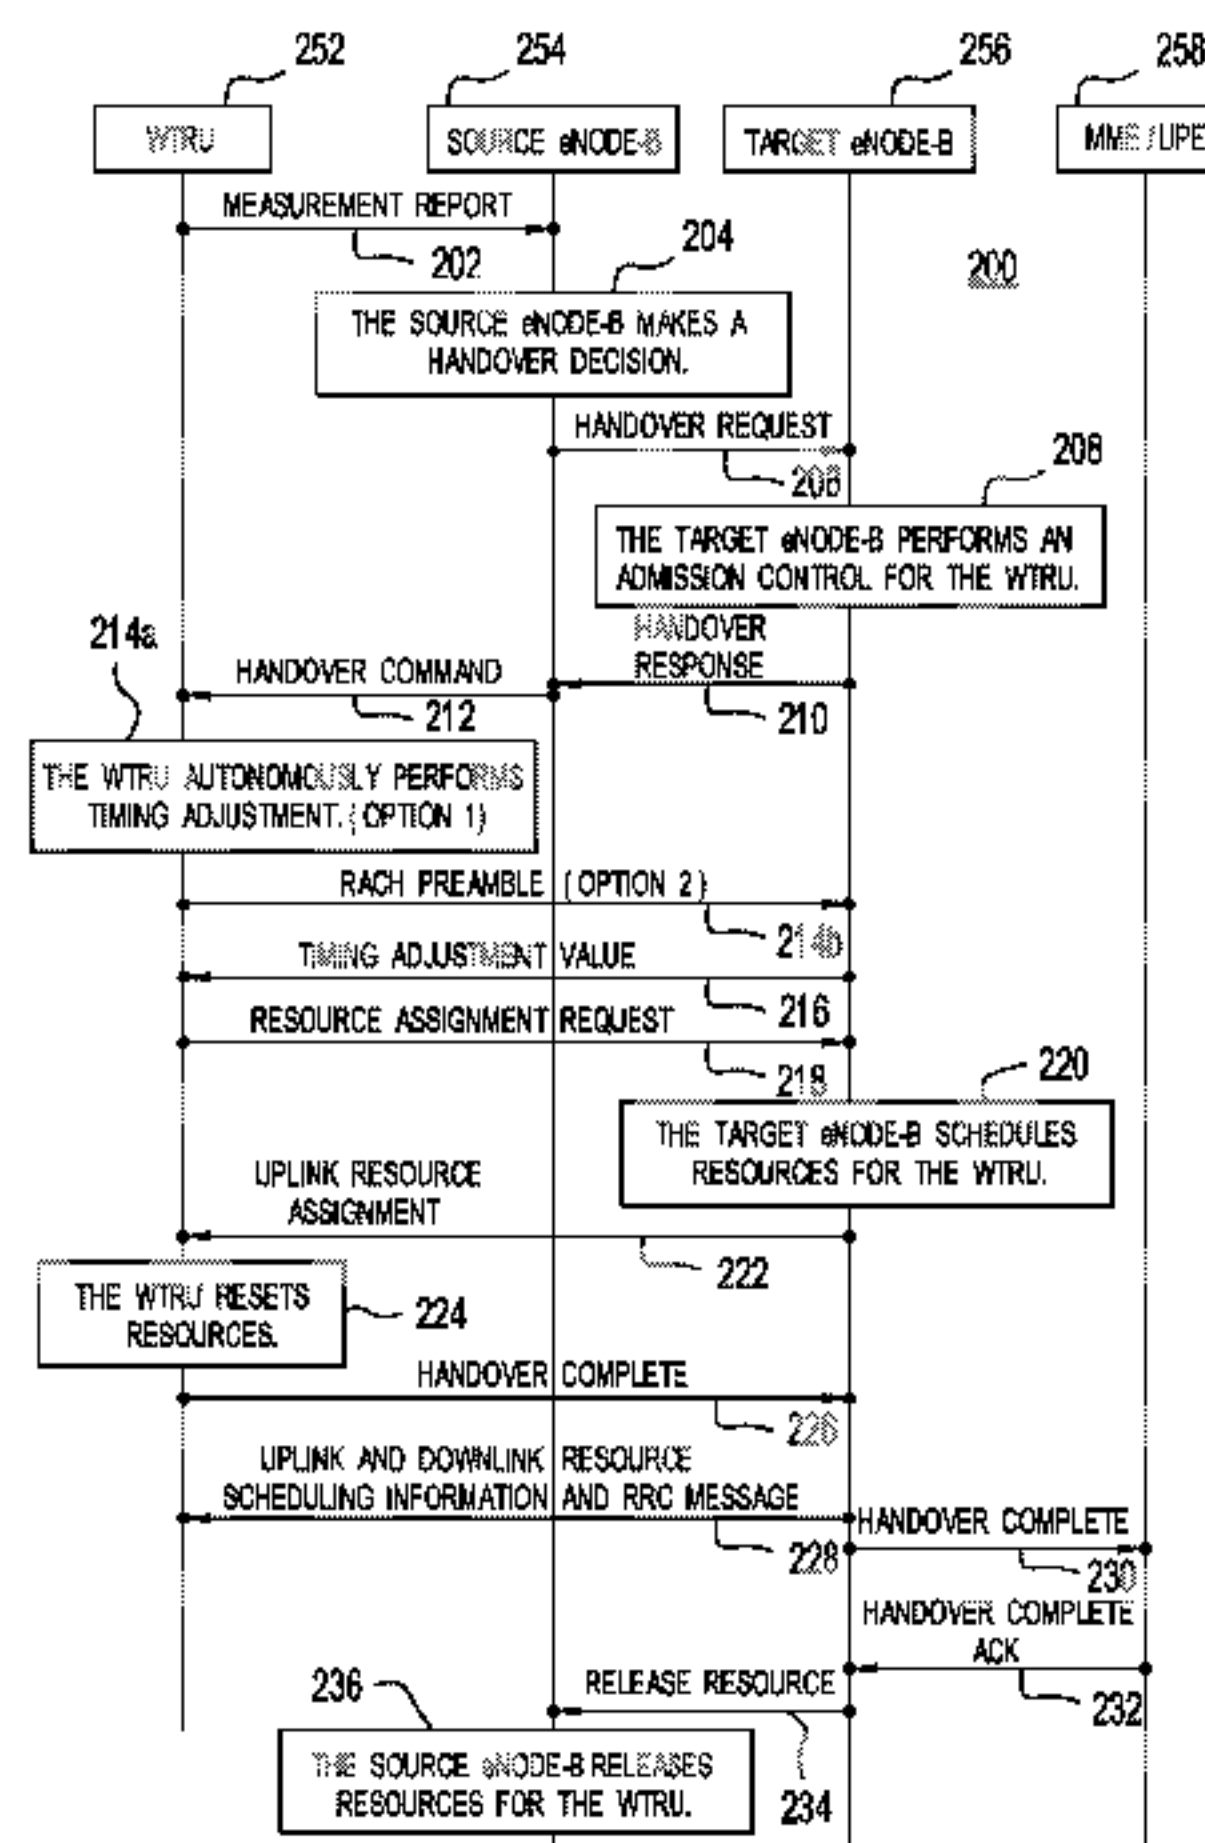 252
254
256
258
WTRU
SOURCE eNODE-B
TARGET eNODE-B
MME / UPE
MEASUREMENT REPORT
202
204
200
THE SOURCE eNODE-B MAKES A
HANDOVER DECISION.
HANDOVER REQUEST
206
208
THE TARGET eNODE-B PERFORMS AN
ADMISSION CONTROL FOR THE WTRU.
214a
HANDOVER
RESPONSE
HANDOVER COMMAND
212
210
THE WTRU AUTONOMOUSLY PERFORMS
TIMING ADJUSTMENT. ( OPTION 1)
RACH PREAMBLE ( OPTION 2 )
214b
TIMING ADJUSTMENT VALUE
216
RESOURCE ASSIGNMENT REQUEST
218
220
THE TARGET eNODE-B SCHEDULES
RESOURCES FOR THE WTRU.
UPLINK RESOURCE
ASSIGNMENT
222
THE WTRU RESETS
RESOURCES.
224
HANDOVER COMPLETE
226
UPLINK AND DOWNLINK RESOURCE
SCHEDULING INFORMATION AND RRC MESSAGE
228
HANDOVER COMPLETE
230
HANDOVER COMPLETE
ACK
232
RELEASE RESOURCE
234
236
THE SOURCE eNODE-B RELEASES
RESOURCES FOR THE WTRU.